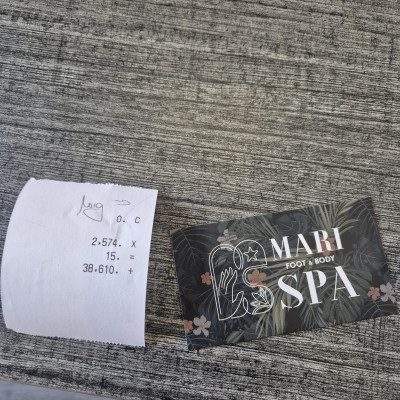 0. C
2,574. X
15. =
38,610. +
MARI
FOOT & BODY
SPA